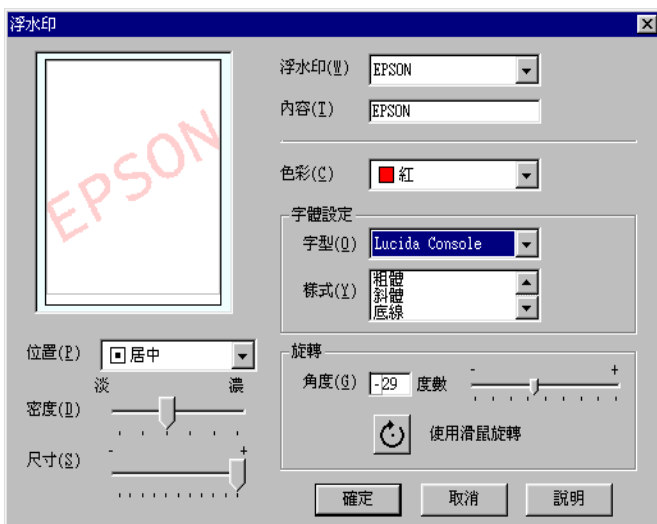 浮水印
EPSON
浮水印(W) EPSON
內容(T) EPSON
色彩(C) 紅
字體設定
字型(O) Lucida Console
樣式(Y) 粗體
斜體
底線
位置(P) 居中
淡 濃
密度(D)
尺寸(S) - +
旋轉
角度(G) -29 度數 - +
使用滑鼠旋轉
確定 取消 說明